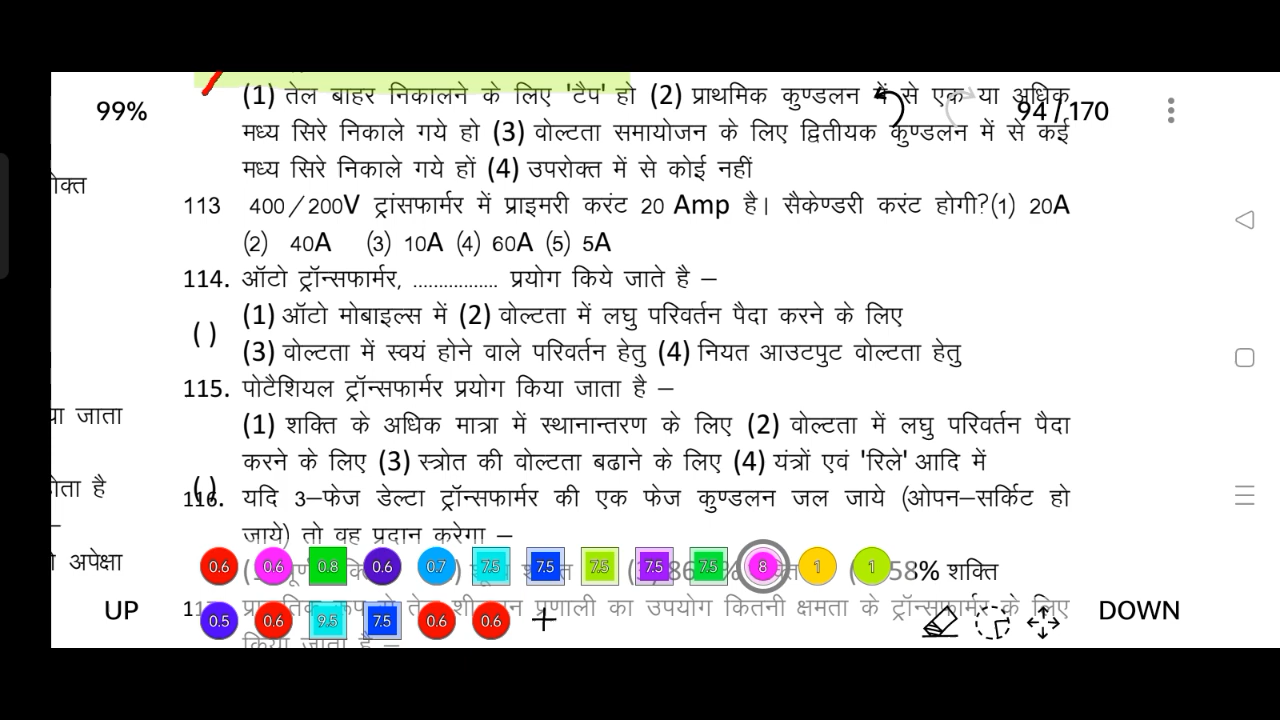 (1) तेल बाहर निकालने के लिए 'टैप' हो (2) प्राथमिक कुण्डलन में से एक या अधिक
99%
94 / 170
मध्य सिरे निकाले गये हो (3) वोल्टता समायोजन के लिए द्वितीयक कुण्डलन में से कई
मध्य सिरे निकाले गये हों (4) उपरोक्त में से कोई नहीं
113 400/200V ट्रांसफार्मर में प्राइमरी करंट 20 Amp है। सैकेण्डरी करंट होगी?(1) 20A
(2) 40A (3) 10A (4) 60A (5) 5A
114. ऑटो ट्रॉन्सफार्मर, ................. प्रयोग किये जाते है –
(1) ऑटो मोबाइल्स में (2) वोल्टता में लघु परिवर्तन पैदा करने के लिए
( )
(3) वोल्टता में स्वयं होने वाले परिवर्तन हेतु (4) नियत आउटपुट वोल्टता हेतु
115. पोटैशियल ट्रॉन्सफार्मर प्रयोग किया जाता है –
जाता
(1) शक्ति के अधिक मात्रा में स्थानान्तरण के लिए (2) वोल्टता में लघु परिवर्तन पैदा
करने के लिए (3) स्त्रोत की वोल्टता बढाने के लिए (4) यंत्रों एवं 'रिले' आदि में
( )
है
116. यदि 3–फेज डेल्टा ट्रॉन्सफार्मर की एक फेज कुण्डलन जल जाये (ओपन–सर्किट हो
जाये) तो वह प्रदान करेगा –
अपेक्षा
58% शक्ति
0.6 0.6 0.8 0.6 0.7 7.5 7.5 7.5 7.5 7.5 8 1 1
UP
DOWN
प्रणाली का उपयोग कितनी क्षमता के ट्रॉन्सफार्मर के लिए
0.5 0.6 9.5 7.5 0.6 0.6 +
किया जाता है –